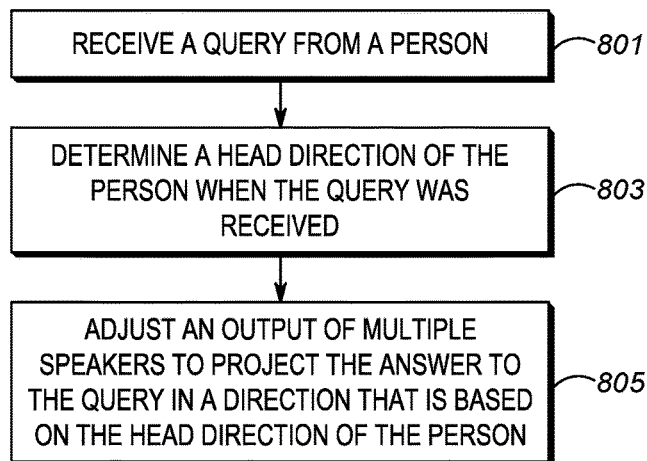 RECEIVE A QUERY FROM A PERSON
801
DETERMINE A HEAD DIRECTION OF THE
PERSON WHEN THE QUERY WAS
RECEIVED
803
ADJUST AN OUTPUT OF MULTIPLE
SPEAKERS TO PROJECT THE ANSWER TO
THE QUERY IN A DIRECTION THAT IS BASED
ON THE HEAD DIRECTION OF THE PERSON
805